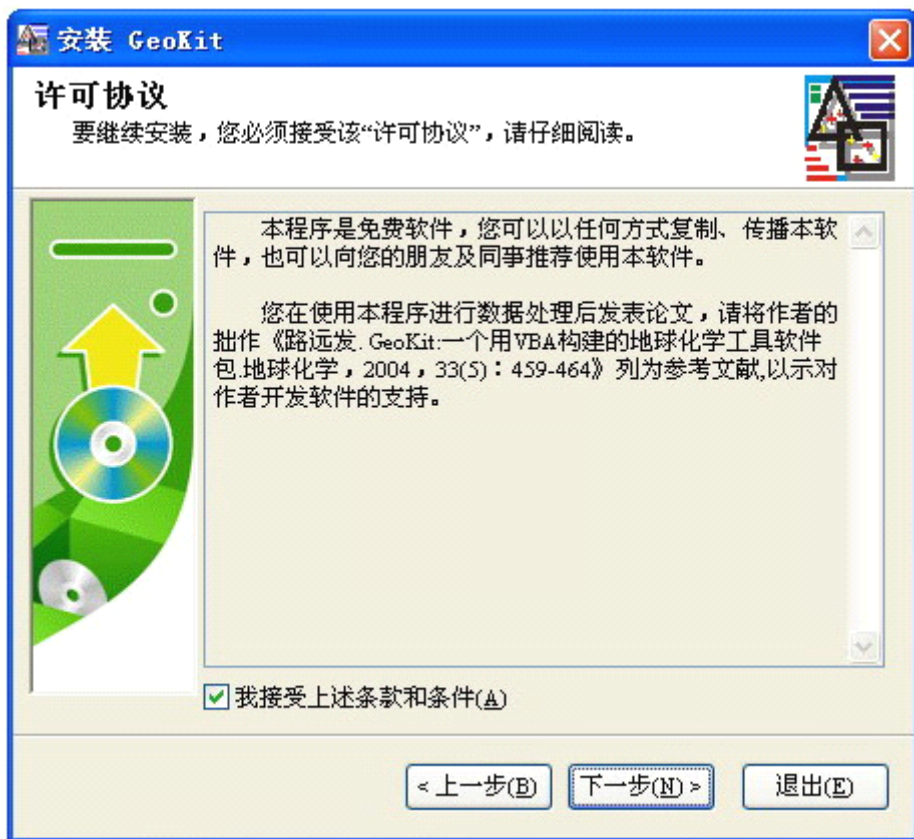 安装 GeoKit
许可协议
要继续安装，您必须接受该“许可协议”，请仔细阅读。
本程序是免费软件，您可以以任何方式复制、传播本软
件，也可以向您的朋友及同事推荐使用本软件。
您在使用本程序进行数据处理后发表论文，请将作者的
拙作《路远发. GeoKit:一个用VBA构建的地球化学工具软件
包.地球化学，2004，33(5)：459-464》列为参考文献,以示对
作者开发软件的支持。
我接受上述条款和条件(A)
< 上一步(B) 下一步(N) > 退出(E)